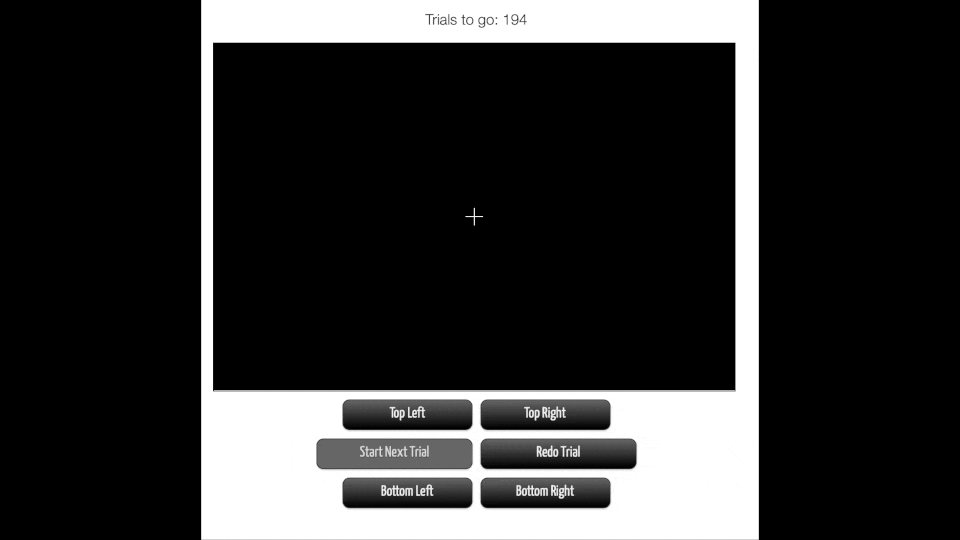 Trials to go: 194
Top Left Top Right
Start Next Trial Redo Trial
Bottom Left Bottom Right